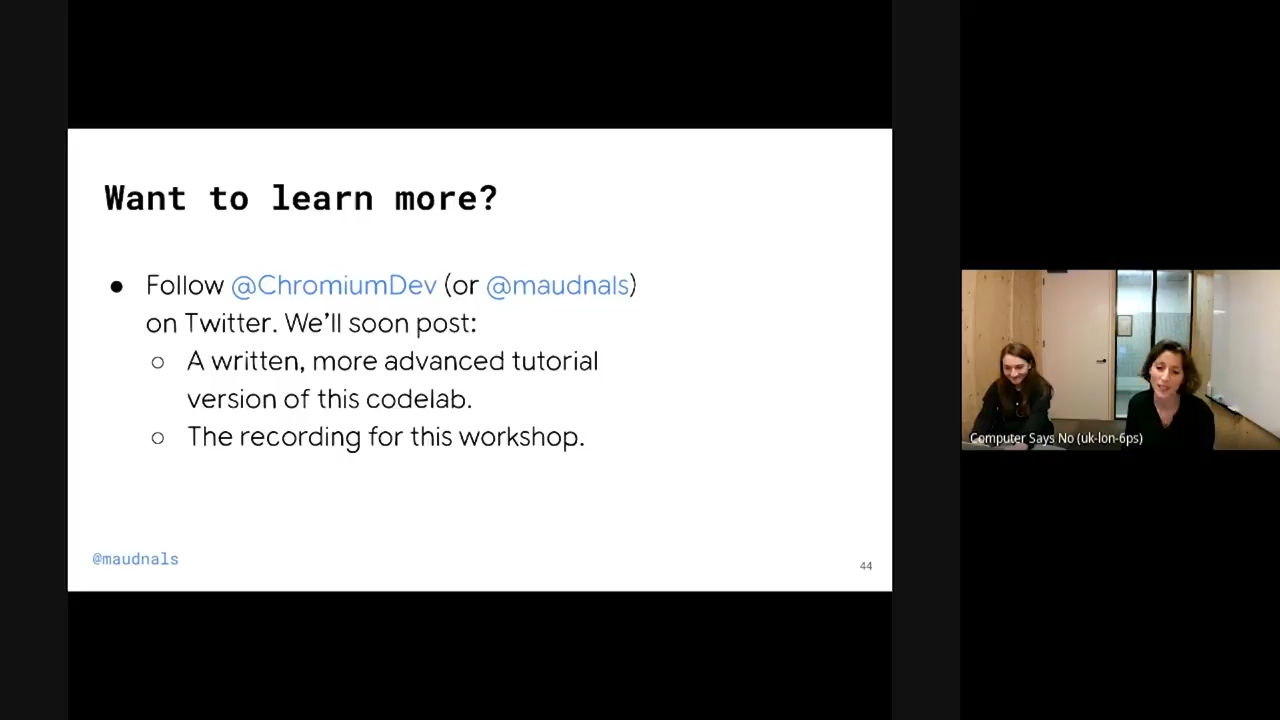 Want to learn more?
● Follow @ChromiumDev (or @maudnals)
on Twitter. We'll soon post:
○ A written, more advanced tutorial
version of this codelab.
○ The recording for this workshop.
@maudnals
44
Computer Says No (uk-lon-6ps)